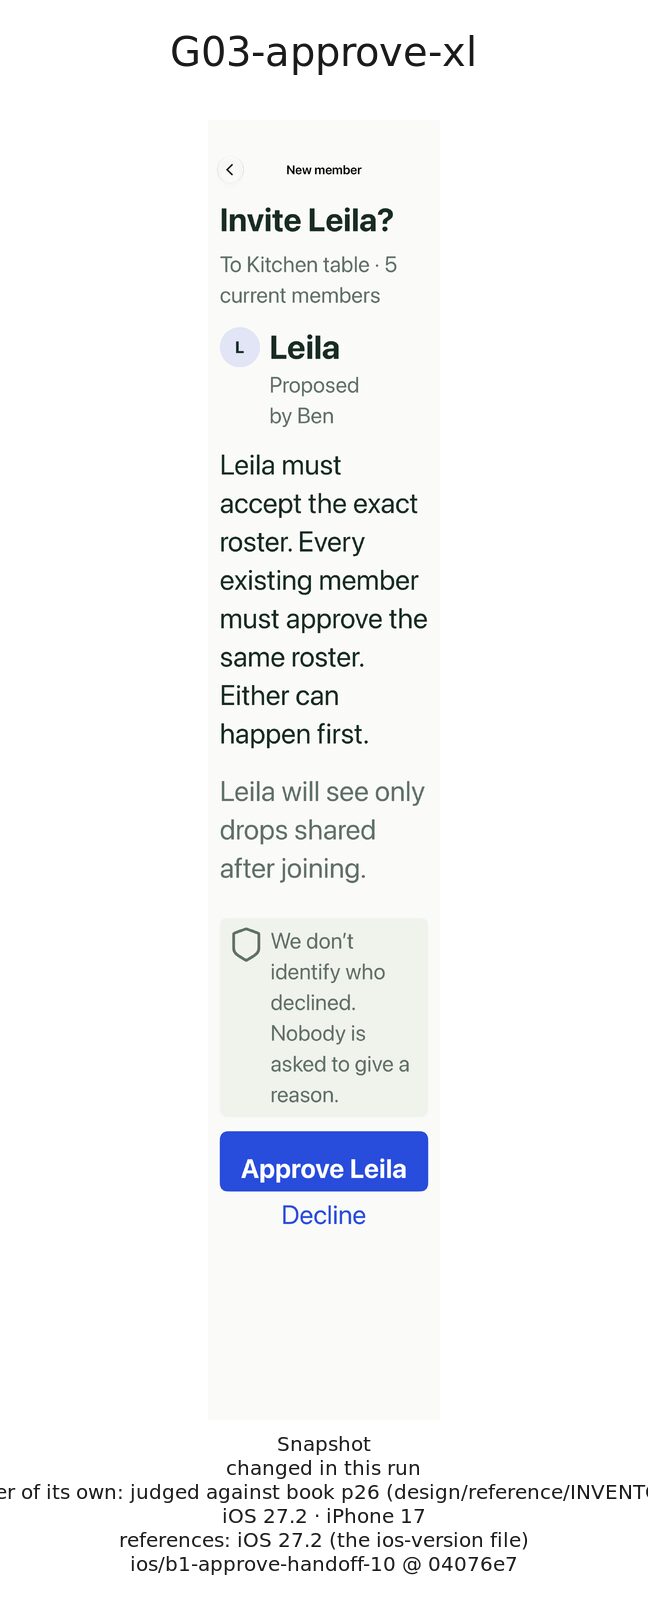 G03-approve-xl
New member
Invite Leila?
To Kitchen table · 5
current members
L
Leila
Proposed
by Ben
Leila must
accept the exact
roster. Every
existing member
must approve the
same roster.
Either can
happen first.
Leila will see only
drops shared
after joining.
We don’t
identify who
declined.
Nobody is
asked to give a
reason.
Approve Leila
Decline
Snapshot
changed in this run
of its own: judged against book p26
iOS 27.2 · iPhone 17
references: iOS 27.2 (the ios-version file)
ios/b1-approve-handoff-10 @ 04076e7